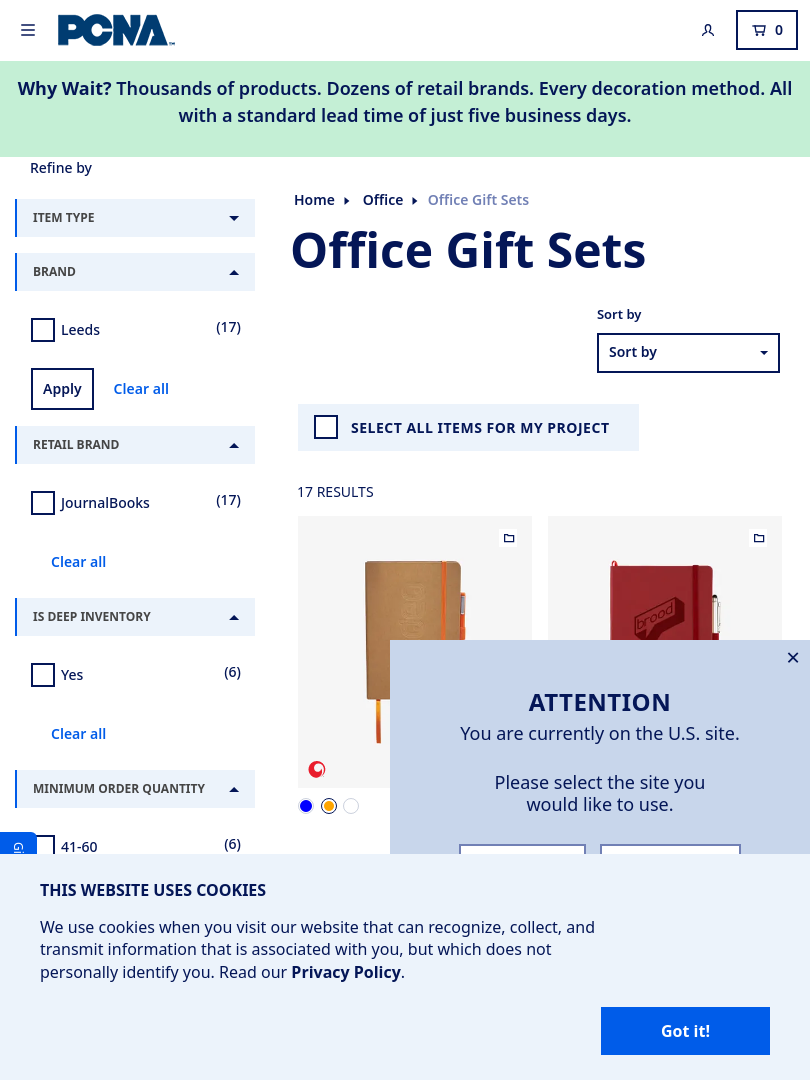 PCNA
0
Why Wait? Thousands of products. Dozens of retail brands. Every decoration method. All
with a standard lead time of just five business days.
Refine by
Home
Office
Office Gift Sets
Office Gift Sets
ITEM TYPE
BRAND
Leeds
(17)
Apply
Clear all
Sort by
Sort by
SELECT ALL ITEMS FOR MY PROJECT
RETAIL BRAND
JournalBooks
(17)
Clear all
17 RESULTS
brood
IS DEEP INVENTORY
Yes
(6)
Clear all
MINIMUM ORDER QUANTITY
41-60
(6)
ATTENTION
You are currently on the U.S. site.
Please select the site you
would like to use.
THIS WEBSITE USES COOKIES
We use cookies when you visit our website that can recognize, collect, and
transmit information that is associated with you, but which does not
personally identify you. Read our Privacy Policy.
Got it!